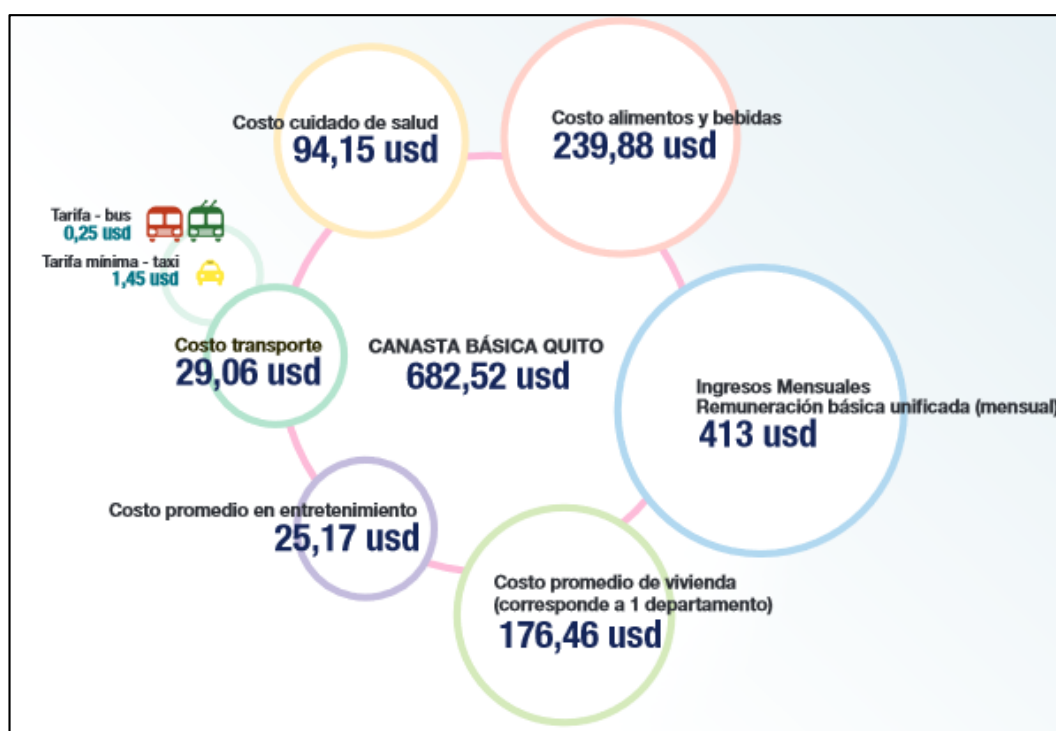 Costo cuidado de salud
94,15 usd
Costo alimentos y bebidas
239,88 usd
Tarifa - bus
0,25 usd
Tarifa mínima - taxi
1,45 usd
Costo transporte
29,06 usd
CANASTA BÁSICA QUITO
682,52 usd
Ingresos Mensuales
Remuneración básica unificada (mensual)
413 usd
Costo promedio en entretenimiento
25,17 usd
Costo promedio de vivienda
(corresponde a 1 departamento)
176,46 usd